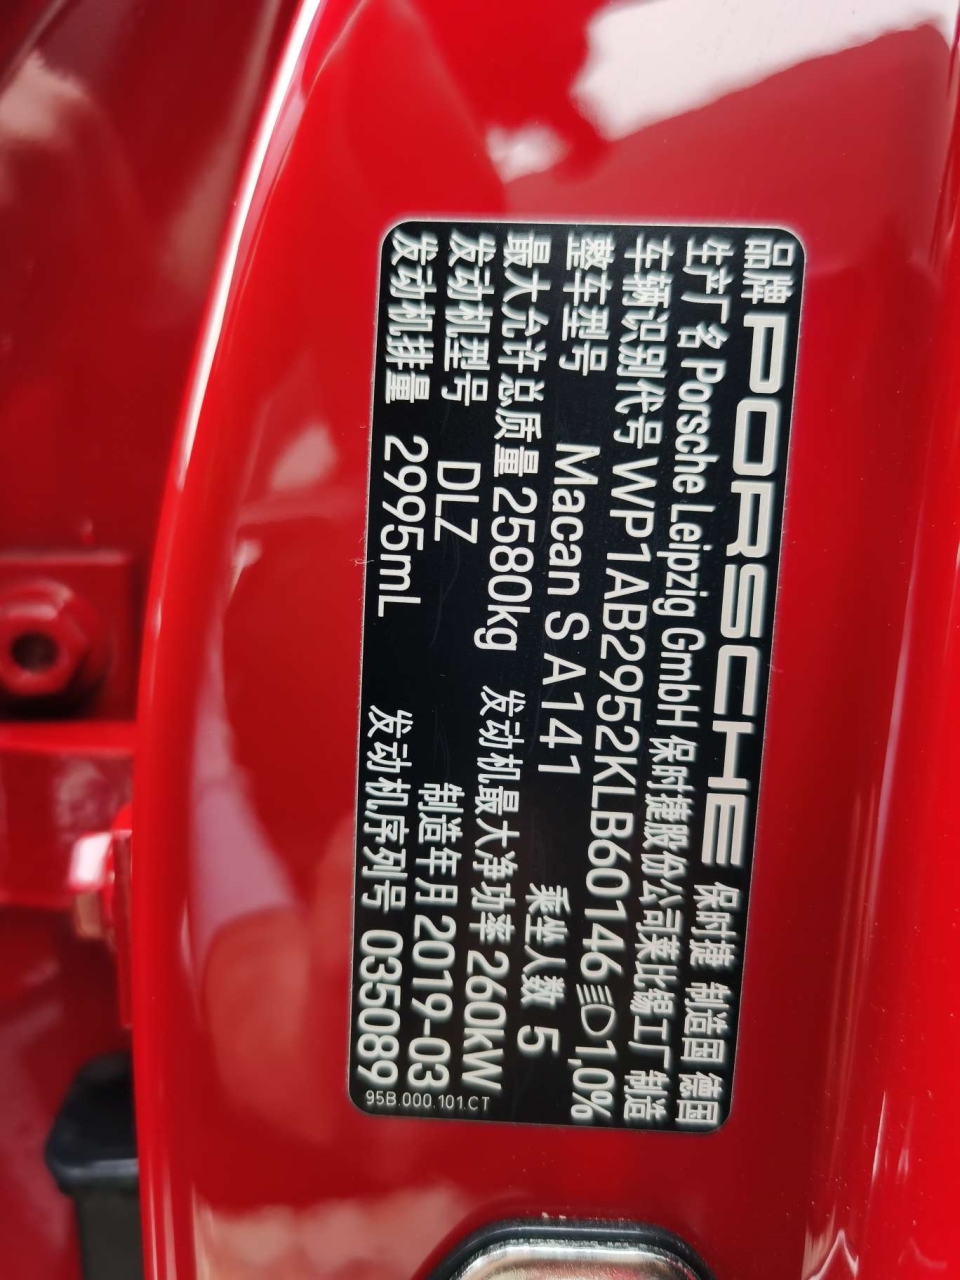 品牌 PORSCHE 保时捷 制造国 德国
生产厂名 Porsche Leipzig GmbH 保时捷股份公司莱比锡工厂制造
车辆识别代号 WP1AB2952KLB60146 1,0%
整车型号 Macan S A141 乘坐人数 5
最大允许总质量 2580kg 发动机最大净功率 260kW
发动机型号 DLZ 制造年月 2019-03
发动机排量 2995mL 发动机序列号 035089
95B.000.101.CT